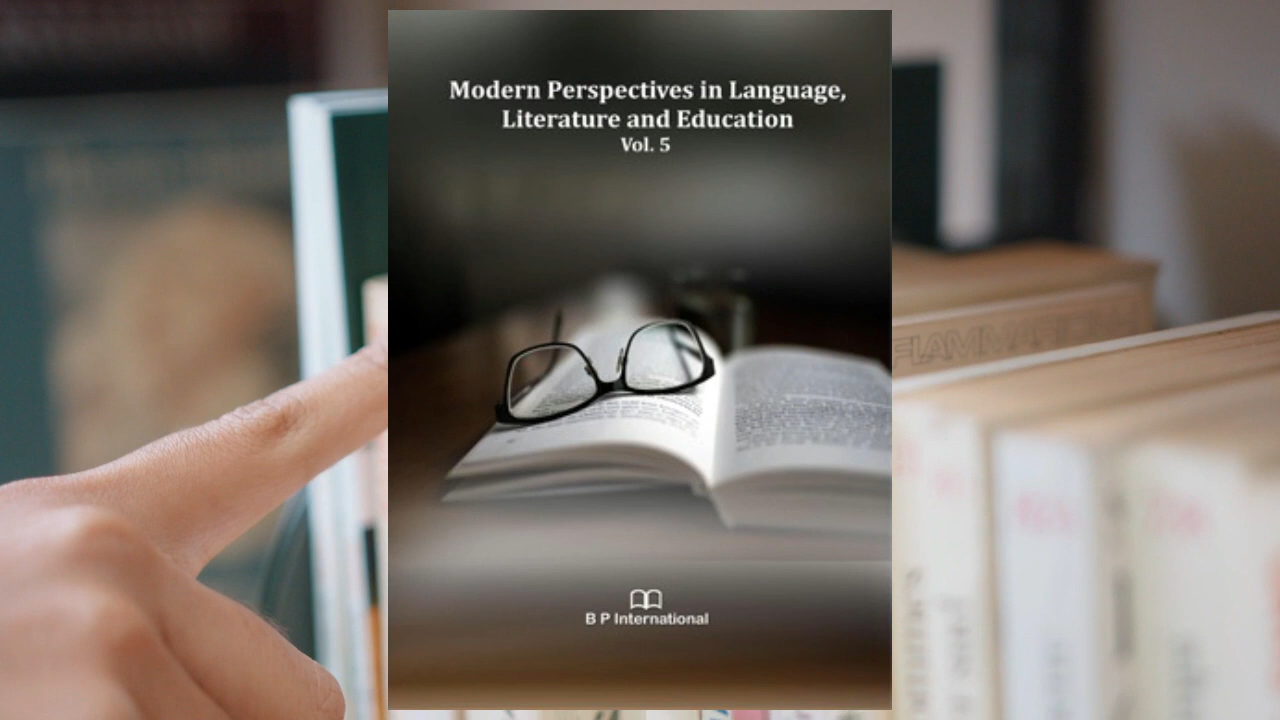 Modern Perspectives in Language,
Literature and Education
Vol. 5
B P International